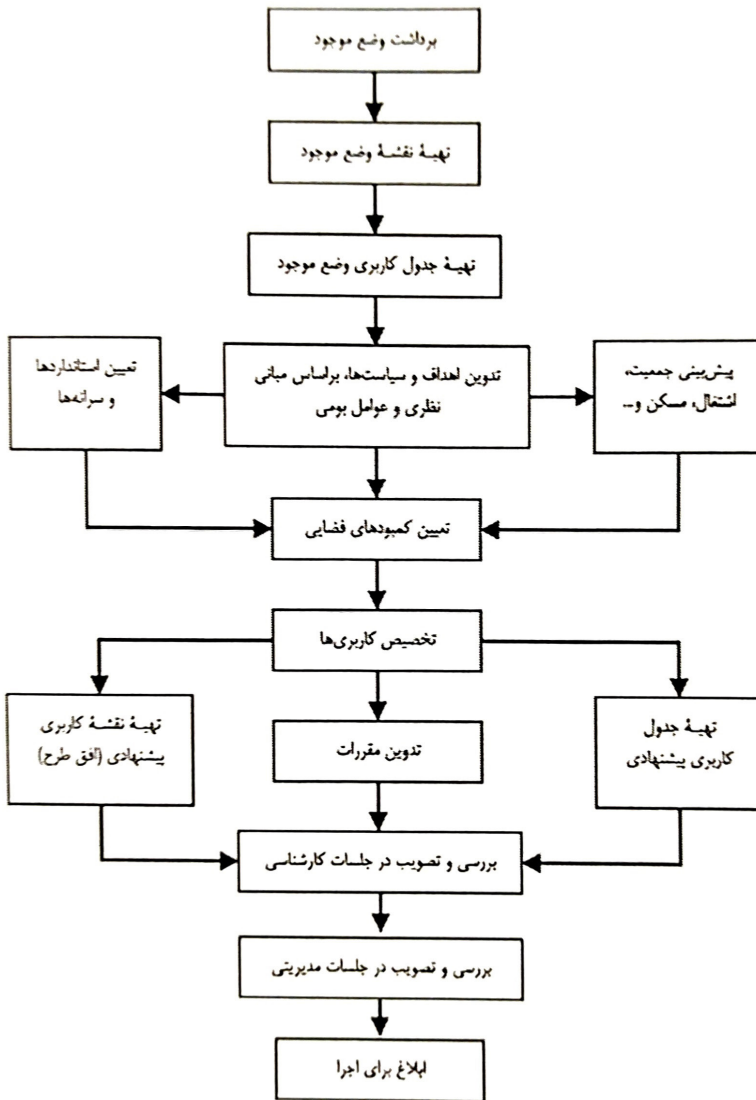 برداشت وضع موجود
تهیهٔ نقشهٔ وضع موجود
تهیهٔ جدول کاربری وضع موجود
پیش‌بینی جمعیت،
اشتغال، مسکن و...
تدوین اهداف و سیاست‌ها، براساس مبانی
نظری و عوامل بومی
تعیین استانداردها
و سرانه‌ها
تعیین کمبودهای فضایی
تخصیص کاربری‌ها
تهیهٔ جدول
کاربری پیشنهادی
تدوین مقررات
تهیهٔ نقشهٔ کاربری
پیشنهادی (افق طرح)
بررسی و تصویب در جلسات کارشناسی
بررسی و تصویب در جلسات مدیریتی
ابلاغ برای اجرا